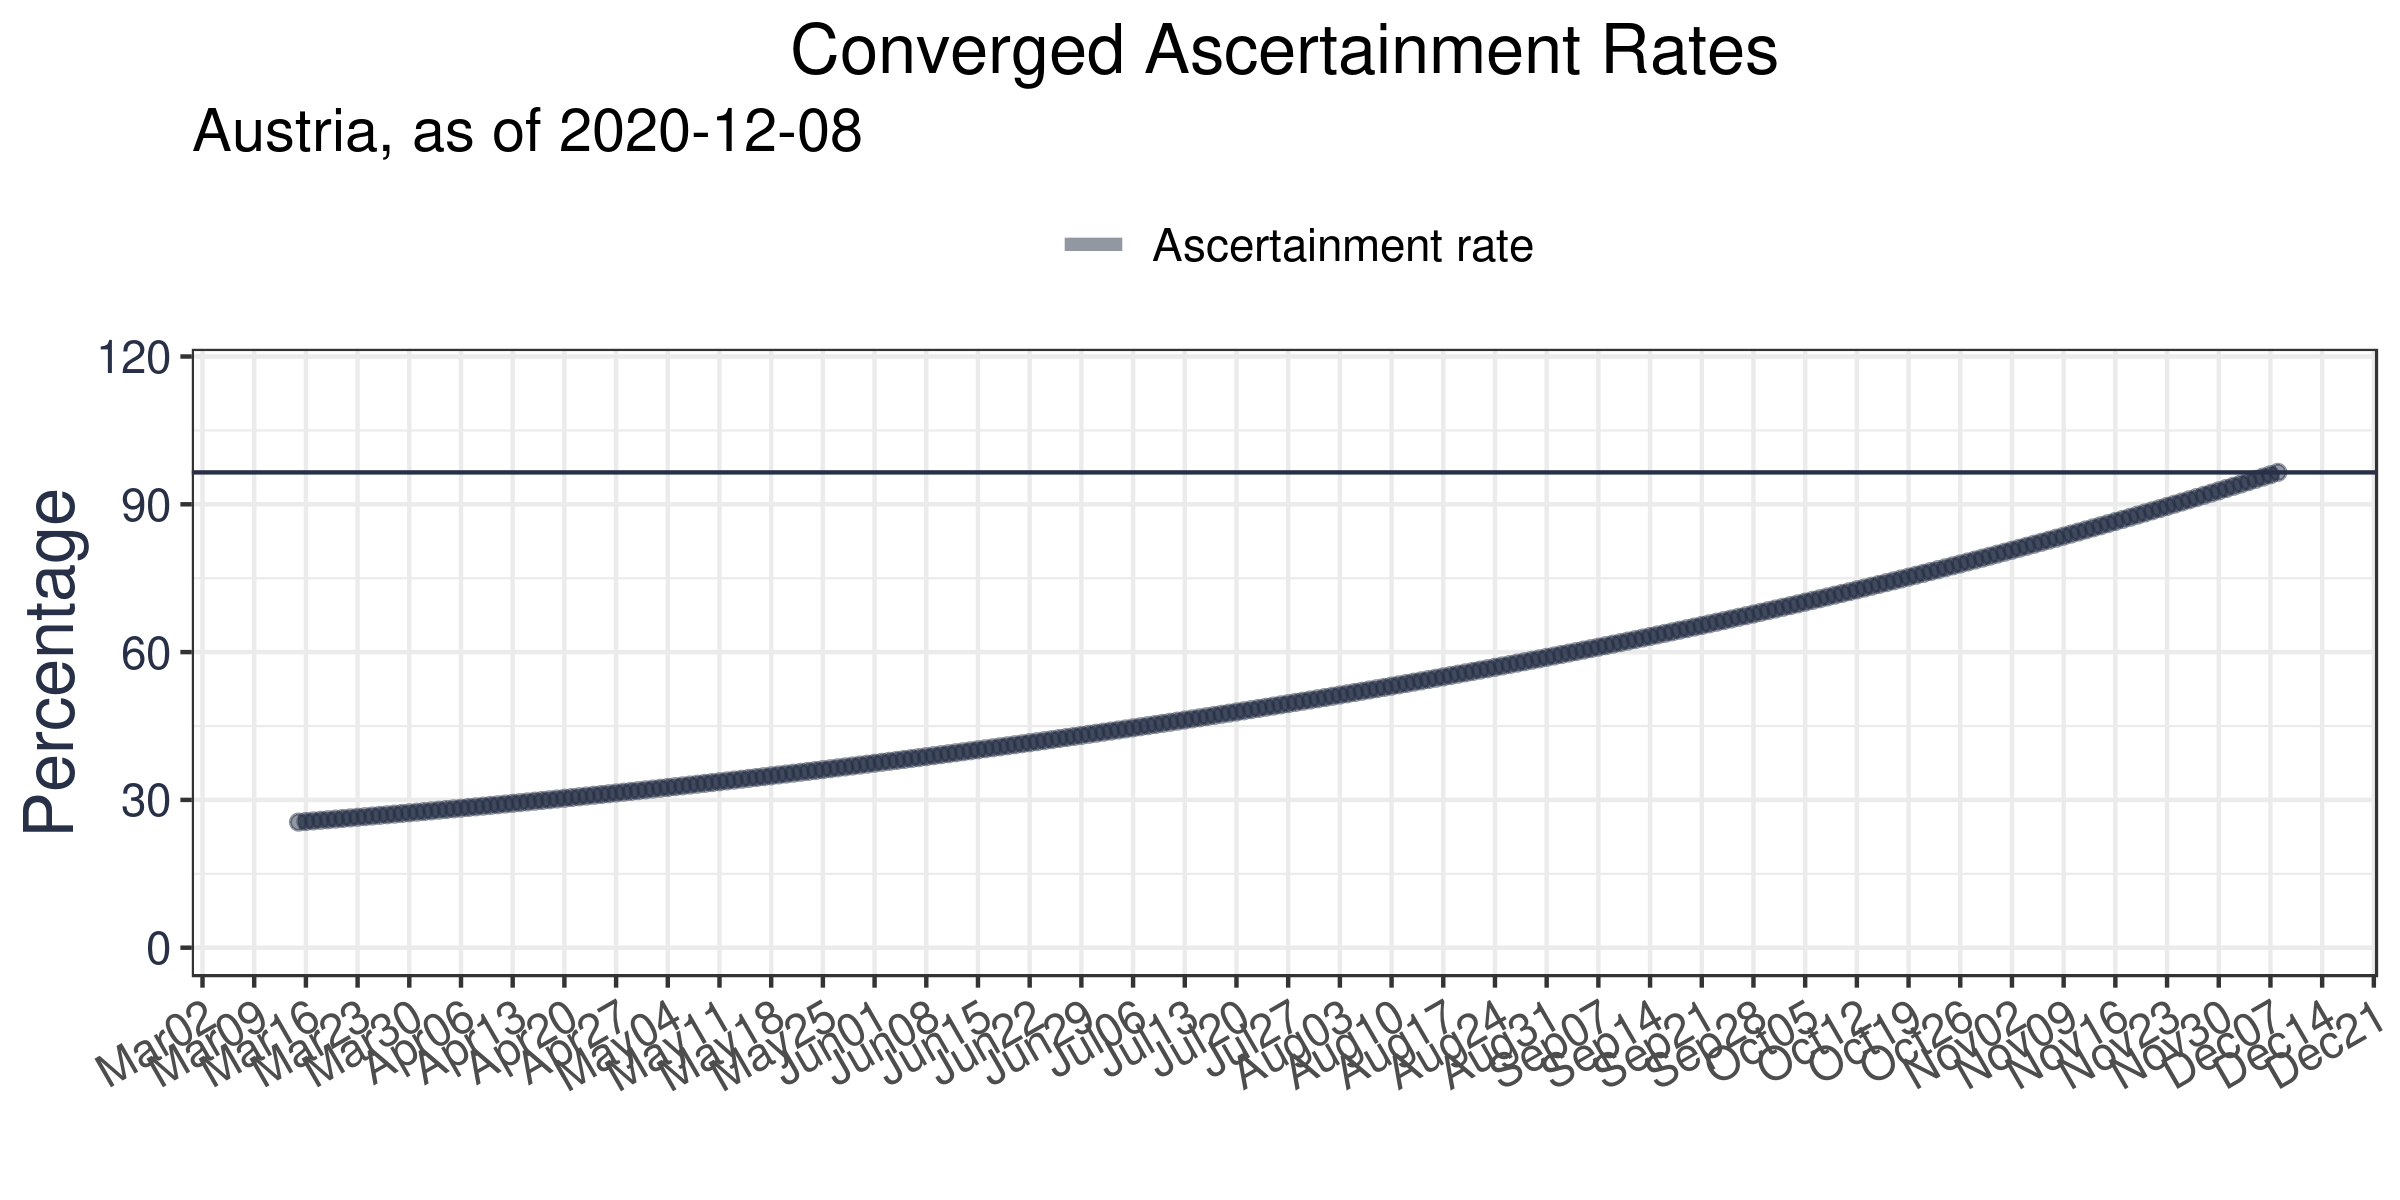 Converged Ascertainment Rates
Austria, as of 2020-12-08
Ascertainment rate
Percentage
120
90
60
30
0
Mar02 Mar09 Mar16 Mar23 Mar30 Apr06 Apr13 Apr20 Apr27 May04 May11 May18 May25 Jun01 Jun08 Jun15 Jun22 Jun29 Jul06 Jul13 Jul20 Jul27 Aug03 Aug10 Aug17 Aug24 Aug31 Sep07 Sep14 Sep21 Sep28 Oct05 Oct12 Oct19 Oct26 Nov02 Nov09 Nov16 Nov23 Nov30 Dec07 Dec14 Dec21